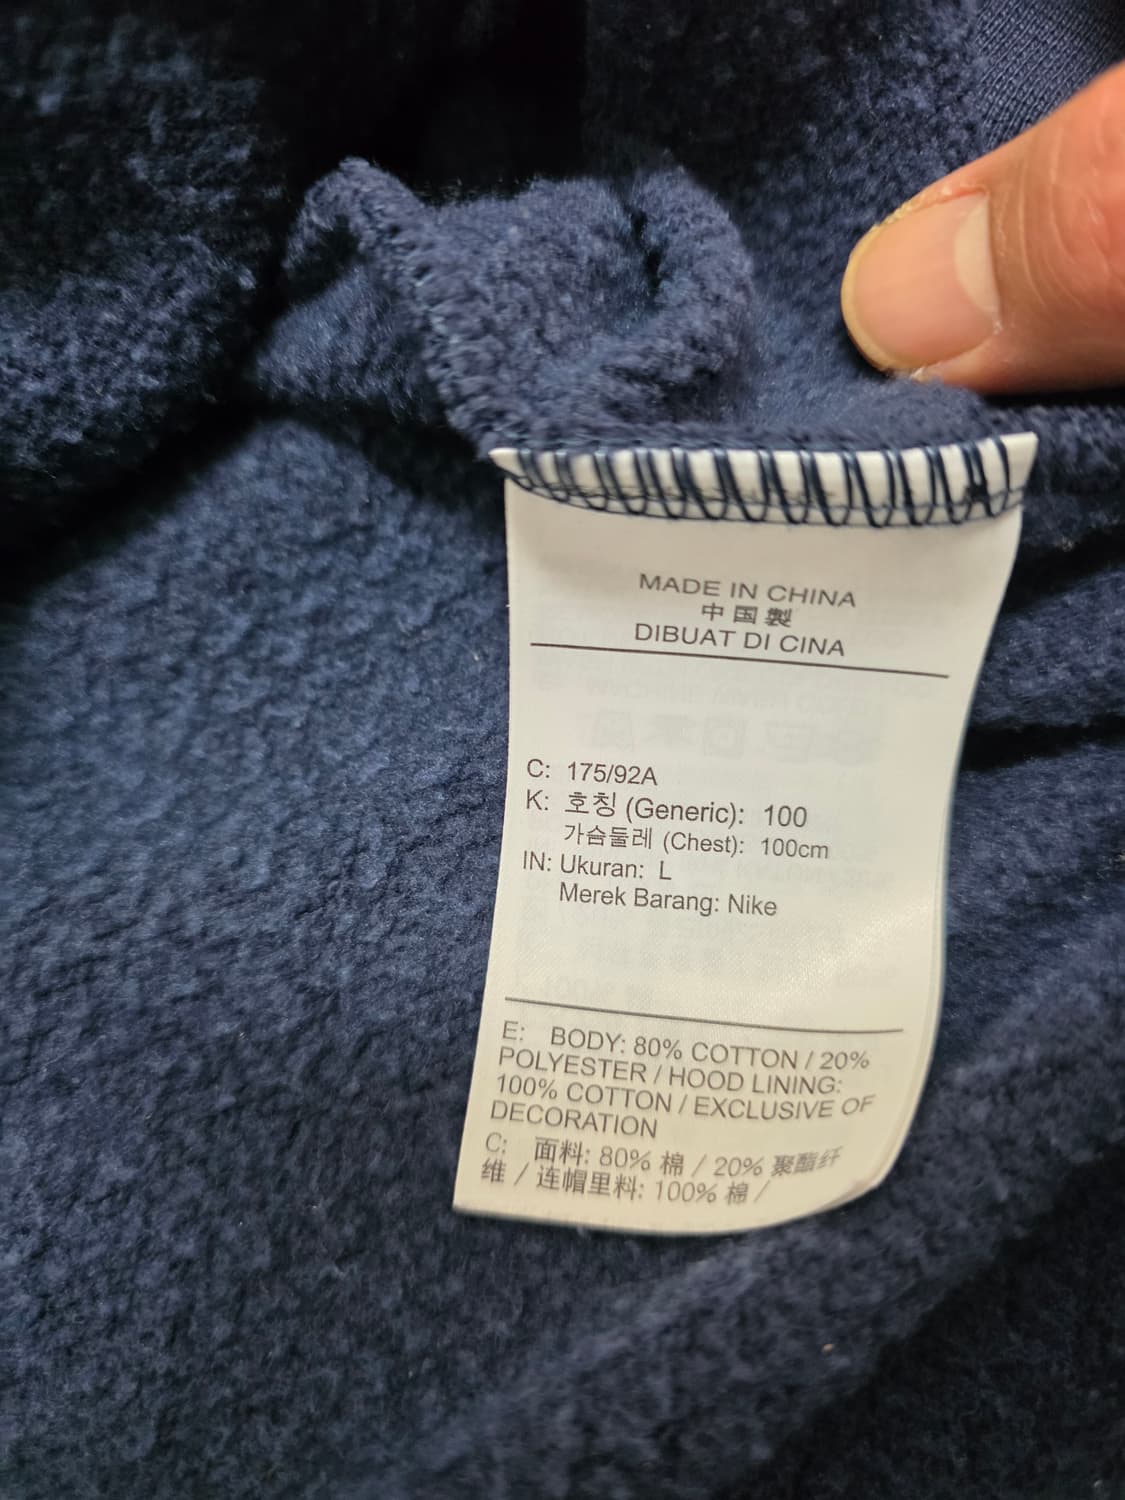 MADE IN CHINA
中国製
DIBUAT DI CINA
C: 175/92A
K: 호칭 (Generic): 100
가슴둘레 (Chest): 100cm
IN: Ukuran: L
Merek Barang: Nike
E: BODY: 80% COTTON / 20%
POLYESTER / HOOD LINING:
100% COTTON / EXCLUSIVE OF
DECORATION
C: 面料: 80% 棉 / 20% 聚酯纤
维 / 连帽里料: 100% 棉 /